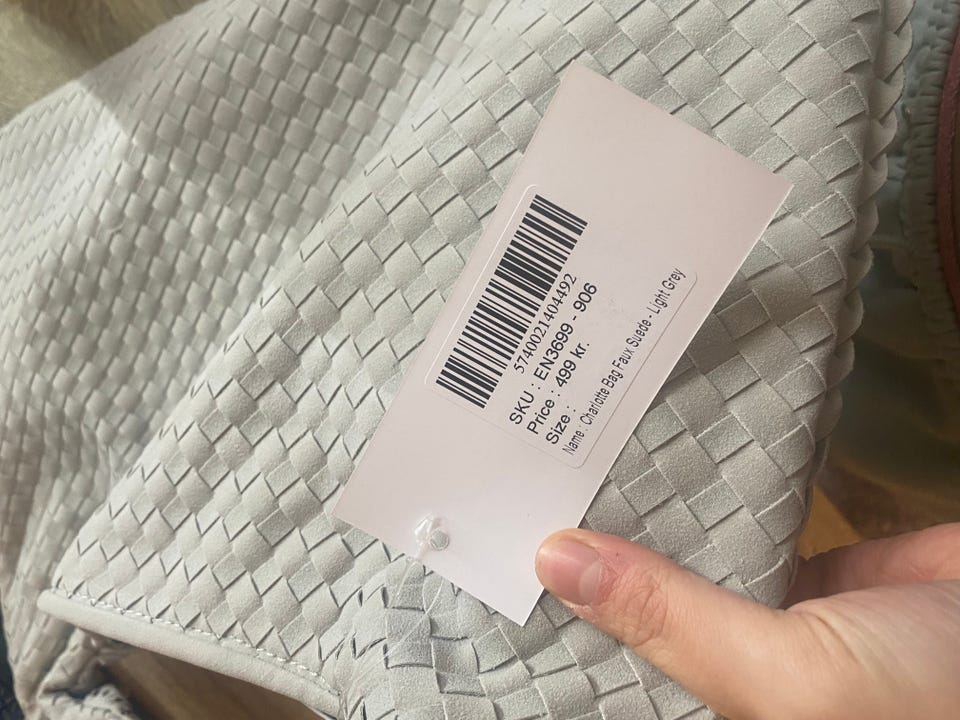 5740021404492
SKU : EN3699 - 906
Price : 499 kr.
Size :
Name : Charlotte Bag Faux Suede - Light Grey